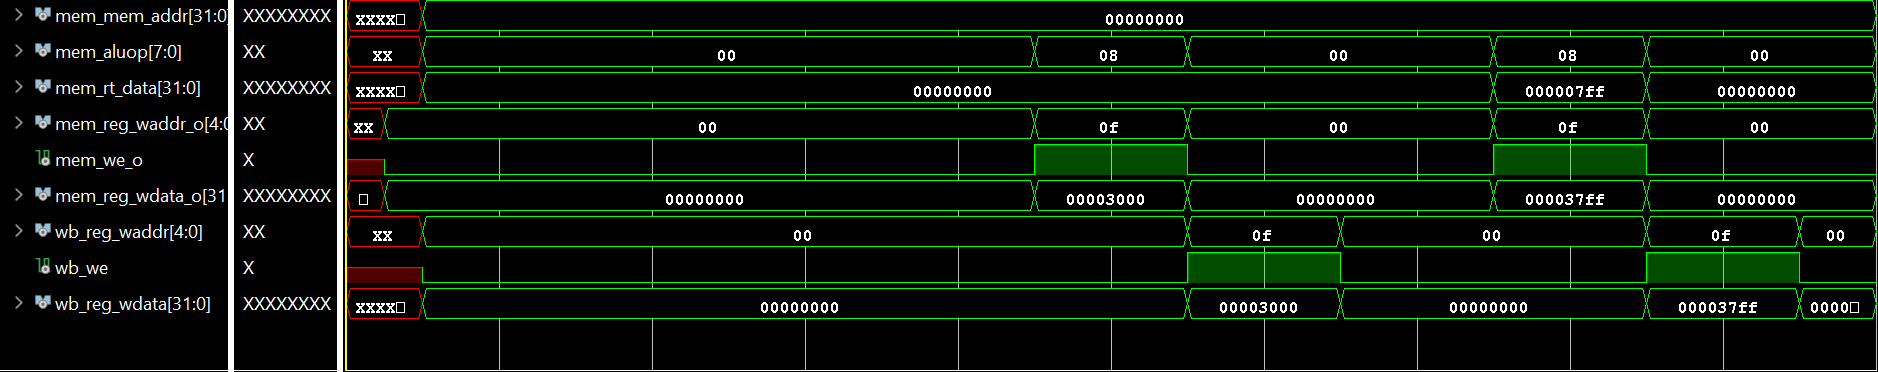 mem_mem_addr[31:0] XXXXXXXX xxxx 00000000
mem_aluop[7:0] XX xx 00 08 00 08 00
mem_rt_data[31:0] XXXXXXXX xxxx 00000000 000007ff 00000000
mem_reg_waddr_o[4:0 XX xx 00 0f 00 0f 00
mem_we_o X
mem_reg_wdata_o[31 XXXXXXXX 00000000 00003000 00000000 000037ff 00000000
wb_reg_waddr[4:0] XX xx 00 0f 00 0f 00
wb_we X
wb_reg_wdata[31:0] XXXXXXXX xxxx 00000000 00003000 00000000 000037ff 0000